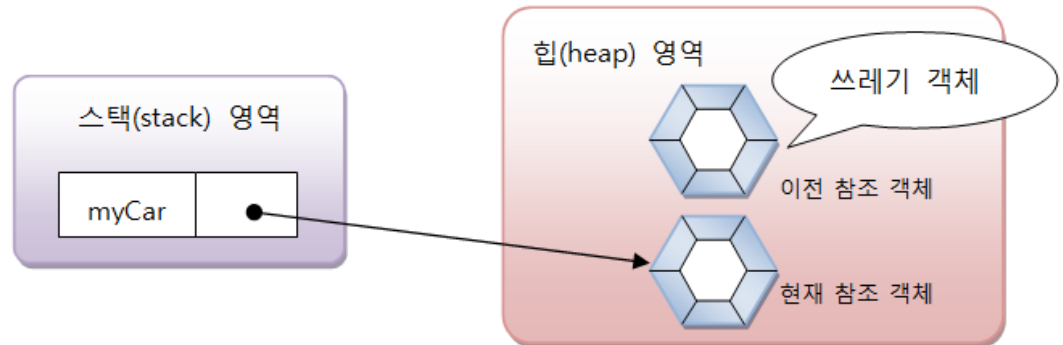 스택(stack) 영역
myCar
힙(heap) 영역
쓰레기 객체
이전 참조 객체
현재 참조 객체